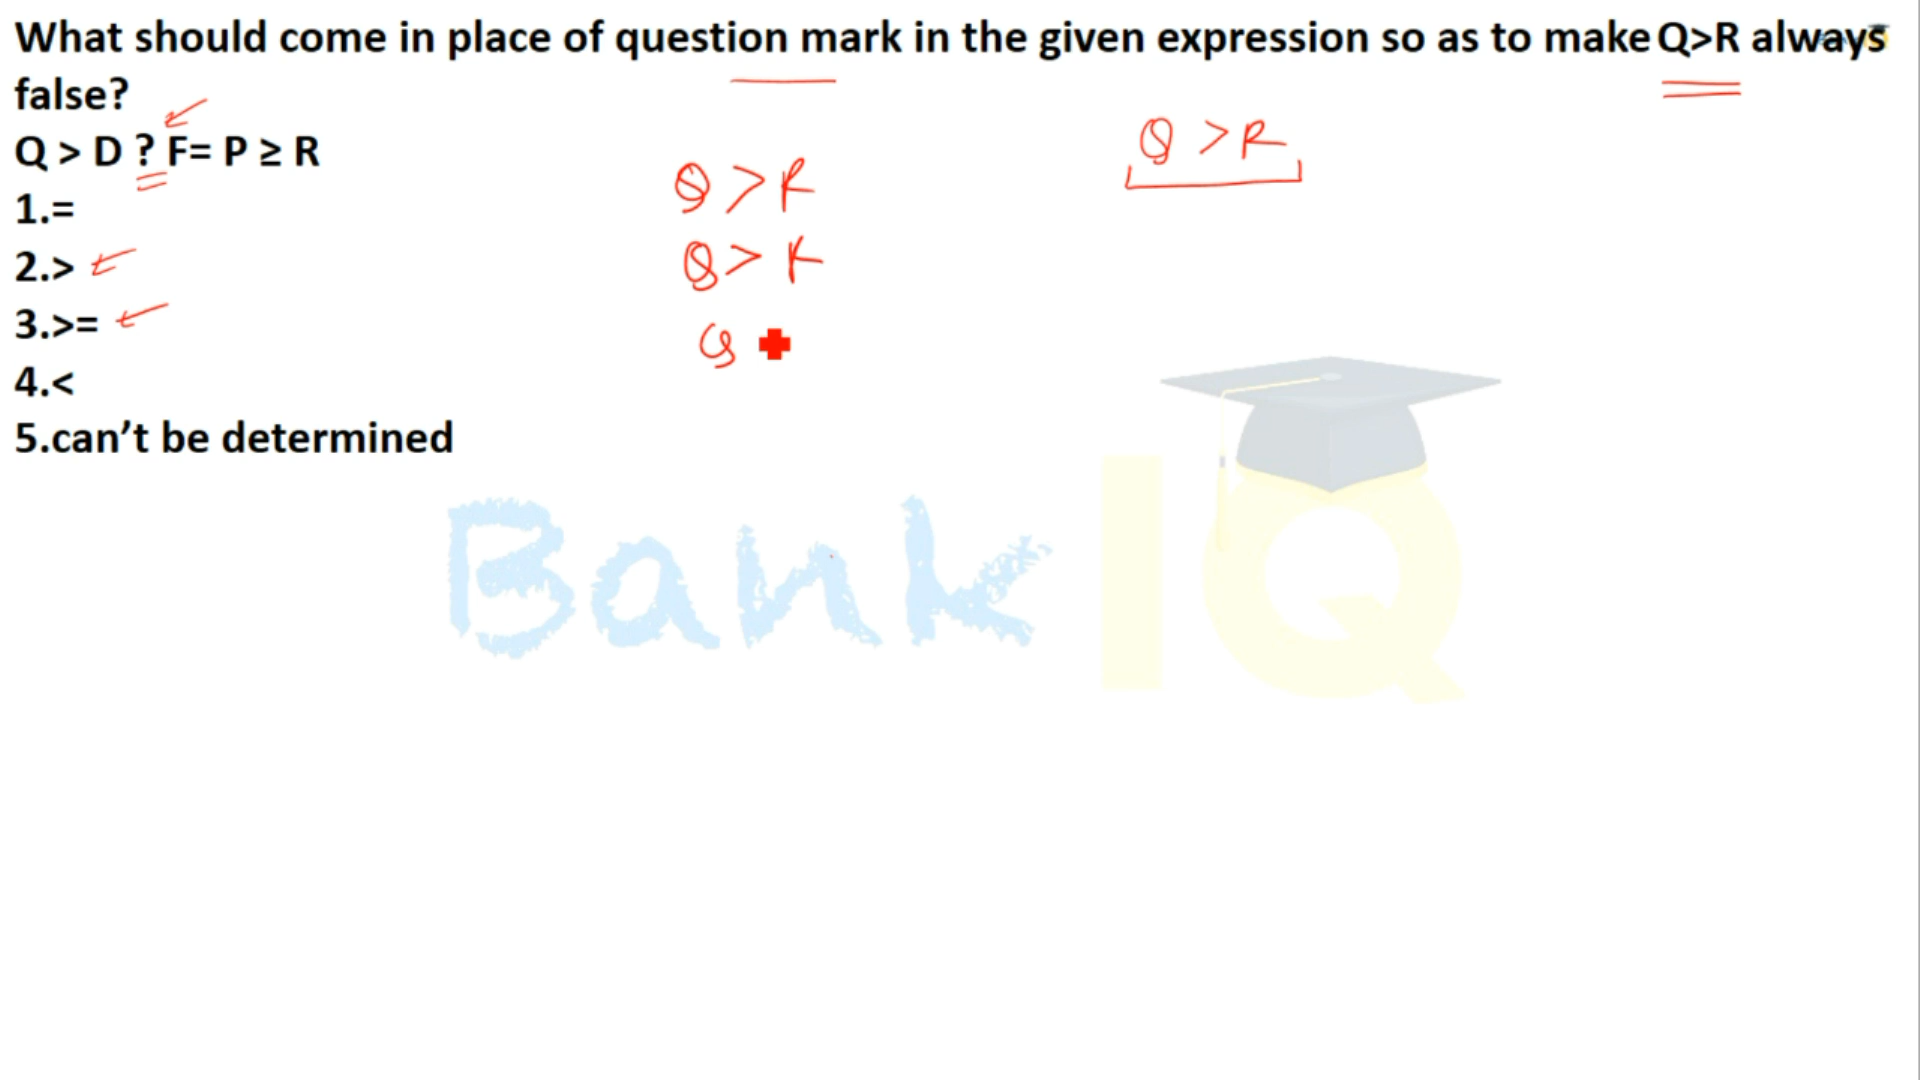 What should come in place of question mark in the given expression so as to make Q>R always
false?
Q > D ? F= P ≥ R
1.=
2.>
3.>=
4.<
5.can't be determined
Q > R
Q > R
Q > R
Q
Bank IQ